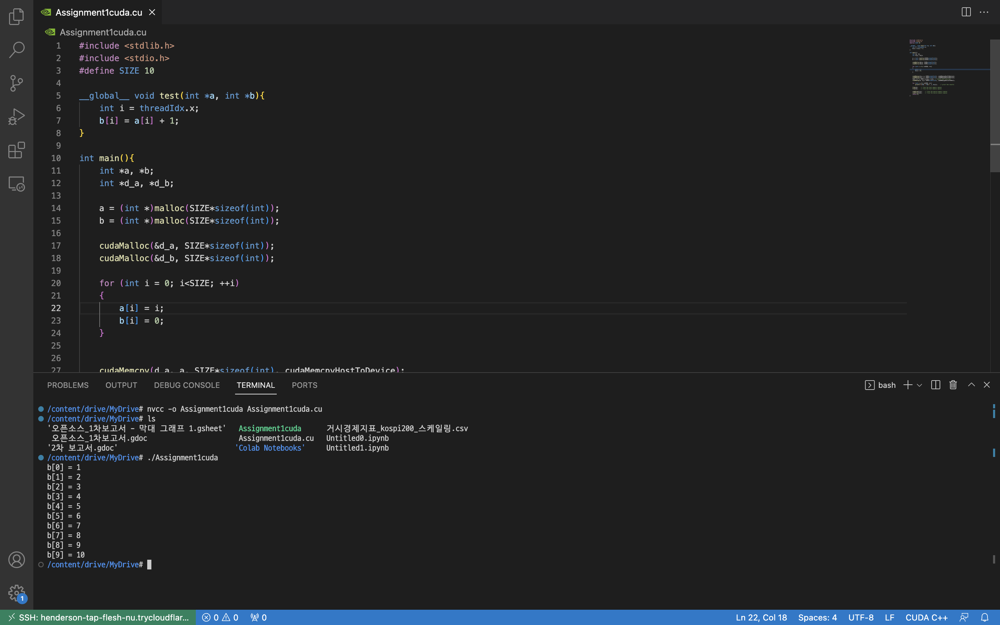 Assignment1cuda.cu
Assignment1cuda.cu
1 #include <stdlib.h>
2 #include <stdio.h>
3 #define SIZE 10
4
5 __global__ void test(int *a, int *b){
6     int i = threadIdx.x;
7     b[i] = a[i] + 1;
8 }
9
10 int main(){
11     int *a, *b;
12     int *d_a, *d_b;
13
14     a = (int *)malloc(SIZE*sizeof(int));
15     b = (int *)malloc(SIZE*sizeof(int));
16
17     cudaMalloc(&d_a, SIZE*sizeof(int));
18     cudaMalloc(&d_b, SIZE*sizeof(int));
19
20     for (int i = 0; i<SIZE; ++i)
21     {
22         a[i] = i;
23         b[i] = 0;
24     }
25
26
27     cudaMemcpy(d_a, a, SIZE*sizeof(int), cudaMemcpyHostToDevice);
PROBLEMS OUTPUT DEBUG CONSOLE TERMINAL PORTS bash
/content/drive/MyDrive# nvcc -o Assignment1cuda Assignment1cuda.cu
/content/drive/MyDrive# ls
'오픈소스_1차보고서 - 막대 그래프 1.gsheet' Assignment1cuda 거시경제지표_kospi200_스케일링.csv
오픈소스_1차보고서.gdoc Assignment1cuda.cu Untitled0.ipynb
'2차 보고서.gdoc' 'Colab Notebooks' Untitled1.ipynb
/content/drive/MyDrive# ./Assignment1cuda
b[0] = 1
b[1] = 2
b[2] = 3
b[3] = 4
b[4] = 5
b[5] = 6
b[6] = 7
b[7] = 8
b[8] = 9
b[9] = 10
/content/drive/MyDrive#
1
SSH: henderson-tap-flesh-nu.trycloudflar... 0 0 0 Ln 22, Col 18 Spaces: 4 UTF-8 LF CUDA C++